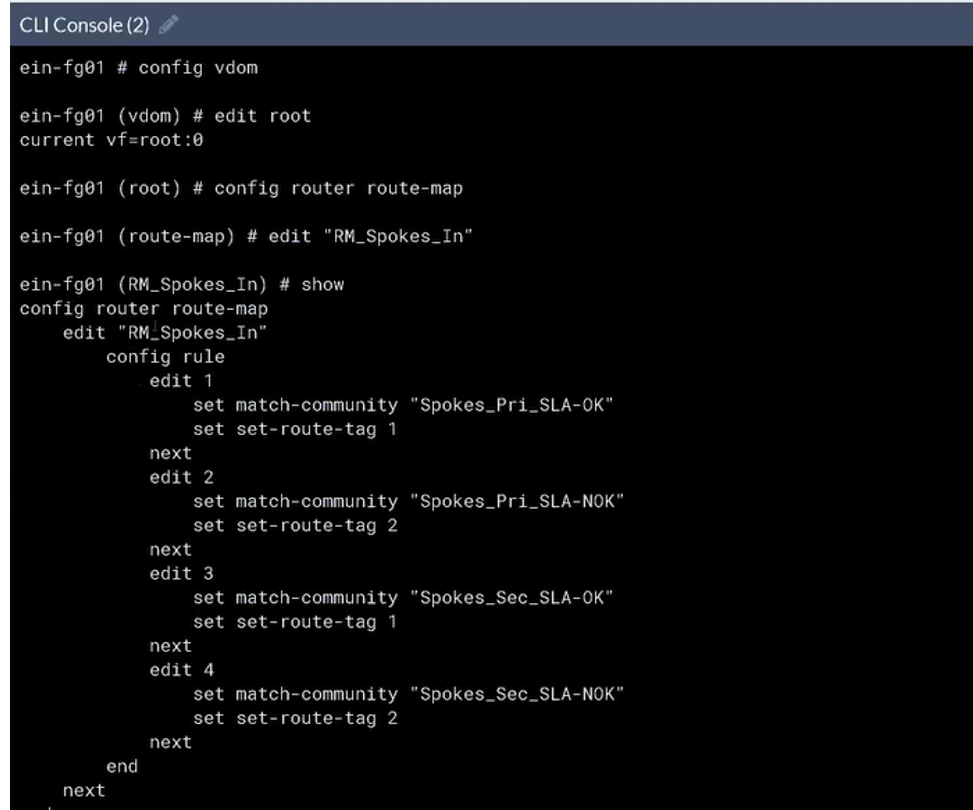 CLI Console (2)
ein-fg01 # config vdom
ein-fg01 (vdom) # edit root
current vf=root:0
ein-fg01 (root) # config router route-map
ein-fg01 (route-map) # edit "RM_Spokes_In"
ein-fg01 (RM_Spokes_In) # show
config router route-map
    edit "RM_Spokes_In"
        config rule
            edit 1
                set match-community "Spokes_Pri_SLA-OK"
                set set-route-tag 1
            next
            edit 2
                set match-community "Spokes_Pri_SLA-NOK"
                set set-route-tag 2
            next
            edit 3
                set match-community "Spokes_Sec_SLA-OK"
                set set-route-tag 1
            next
            edit 4
                set match-community "Spokes_Sec_SLA-NOK"
                set set-route-tag 2
            next
        end
    next